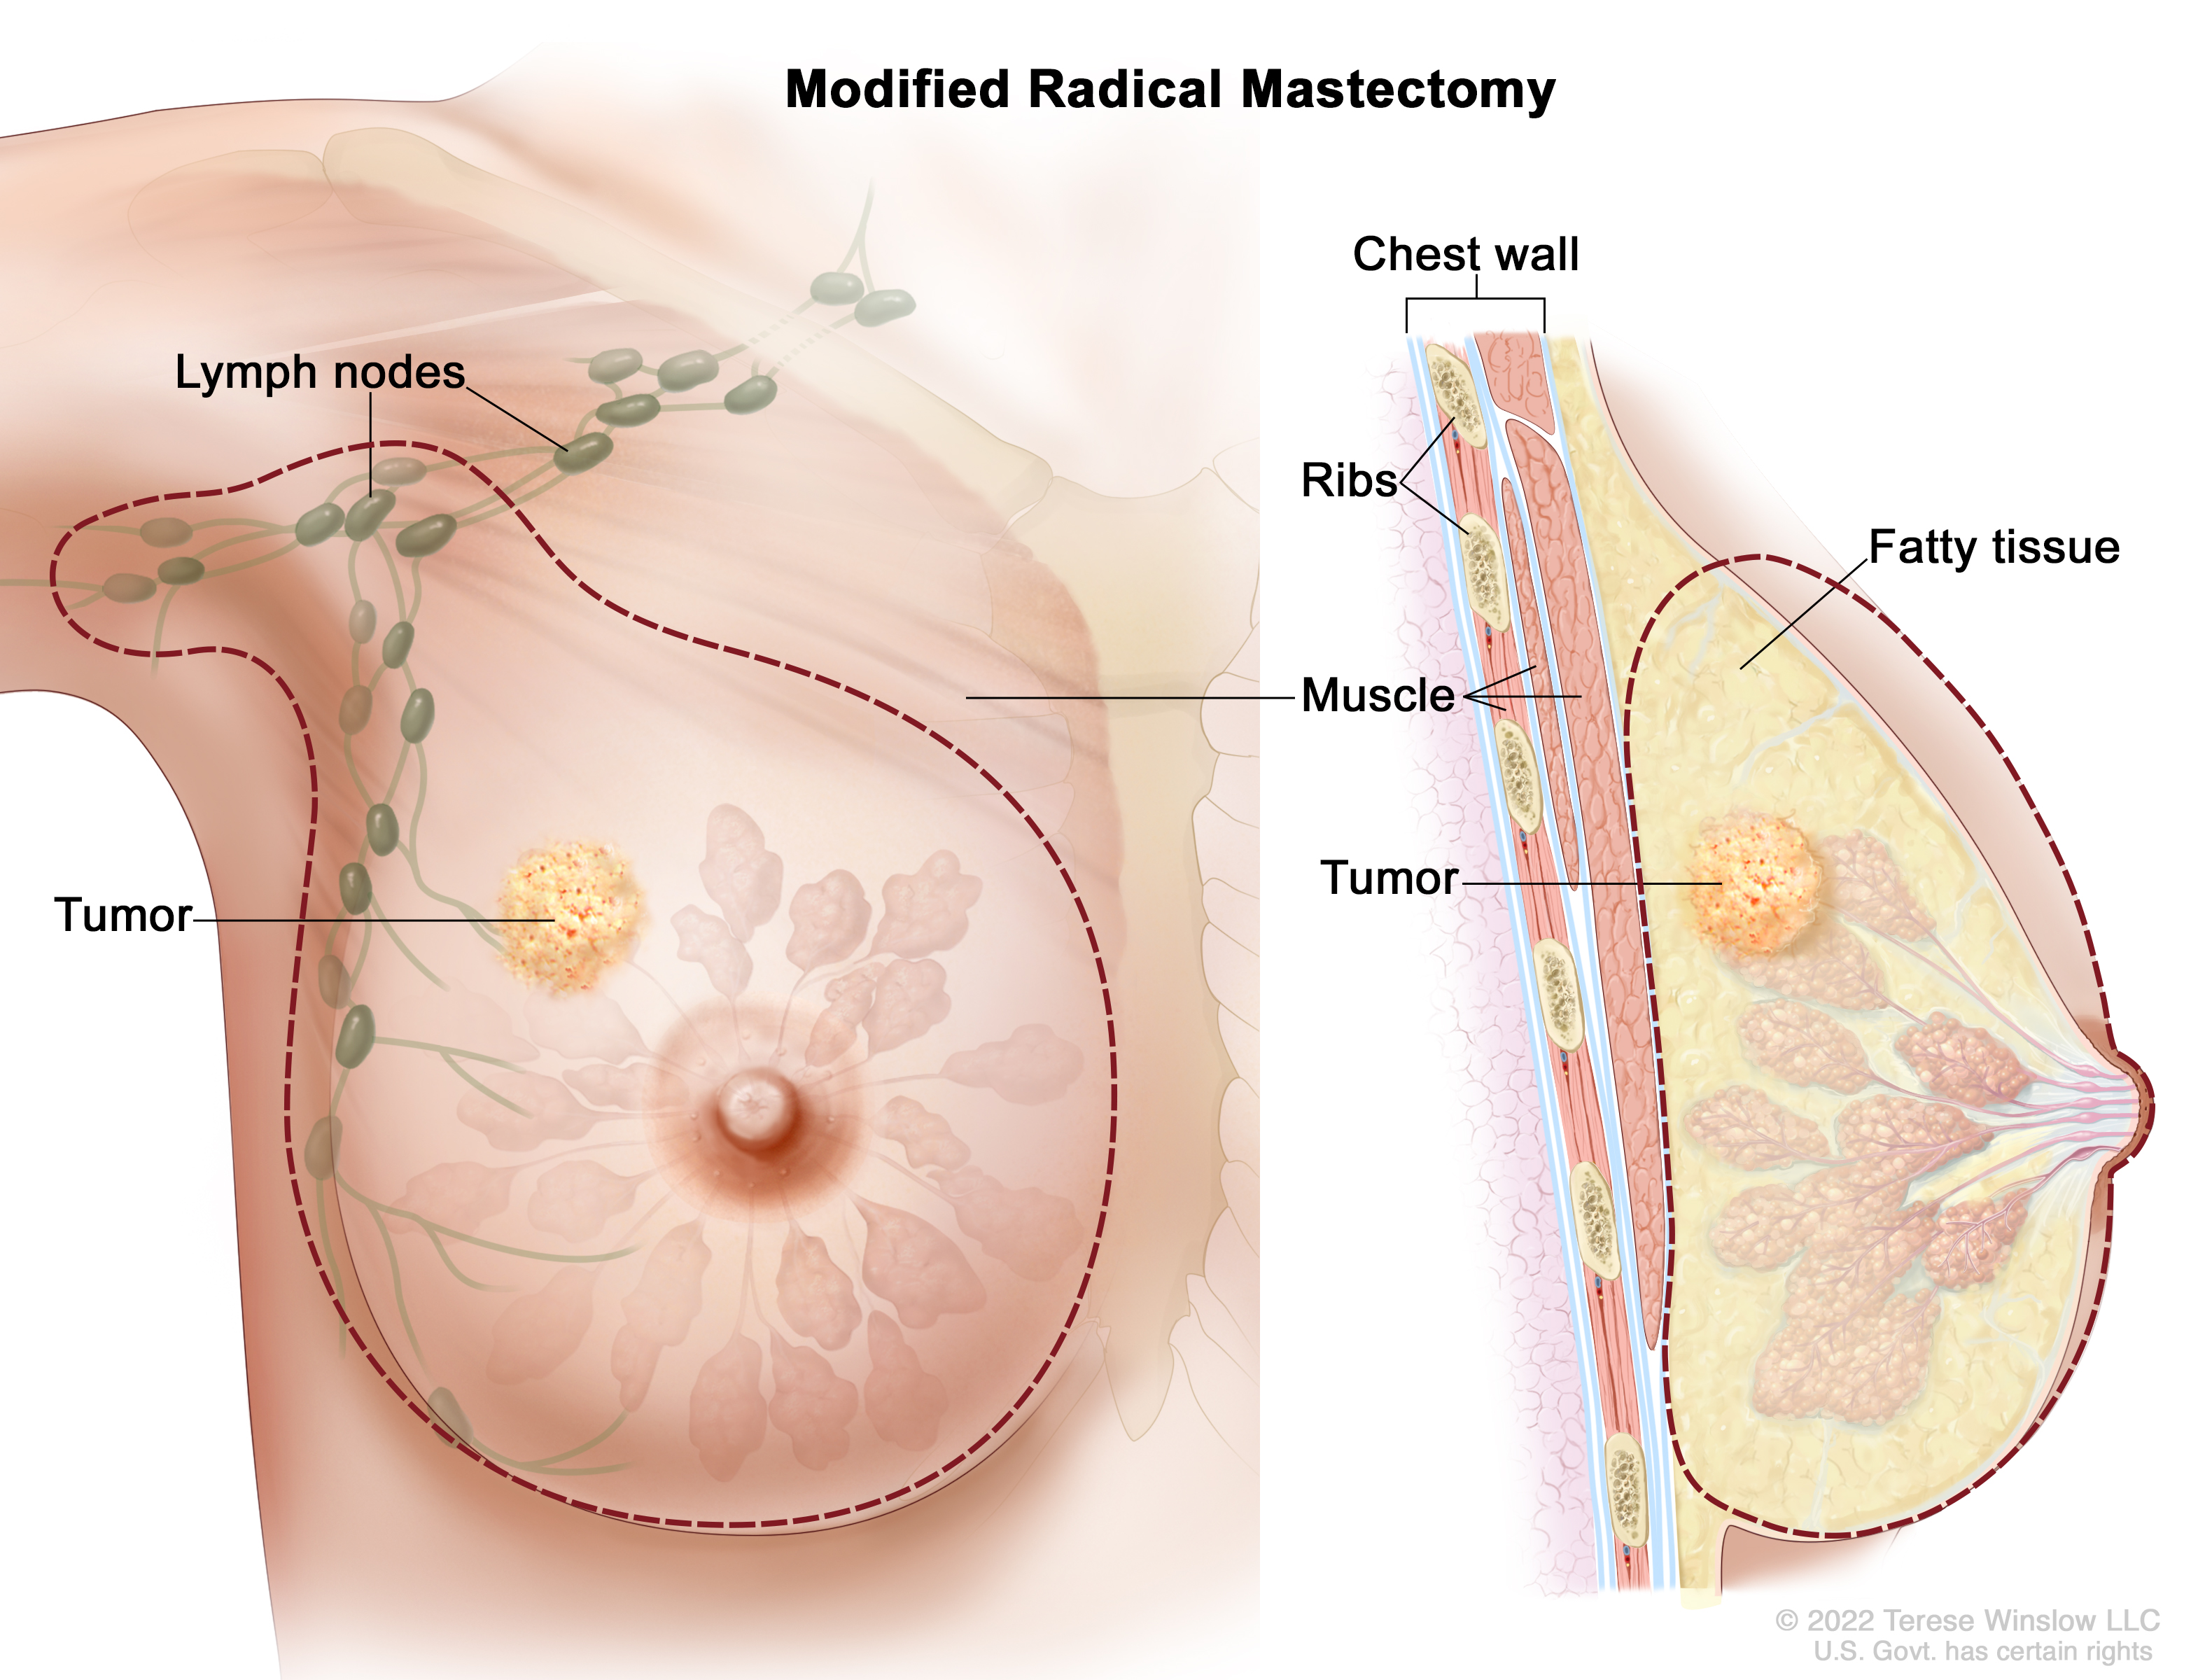 Modified Radical Mastectomy
Chest wall
Lymph nodes
Ribs
Fatty tissue
Muscle
Tumor
Tumor
© 2022 Terese Winslow LLC
U.S. Govt. has certain rights